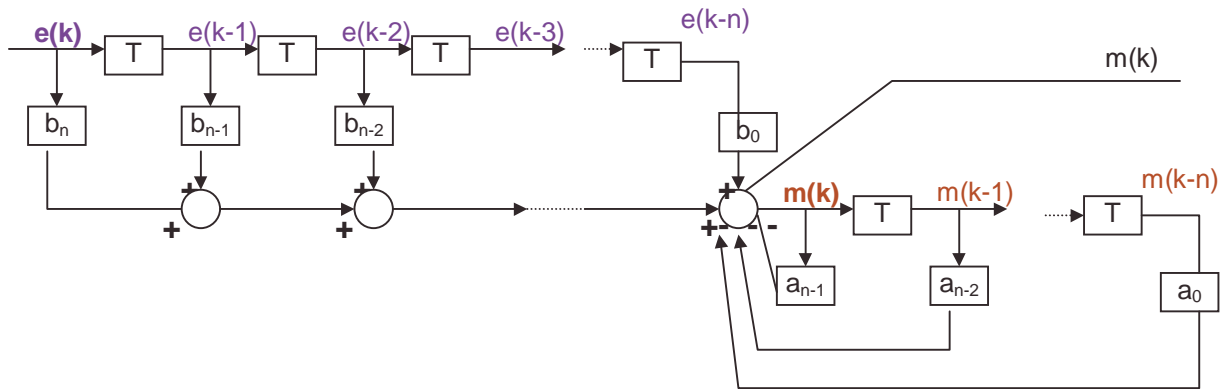 e(k) e(k-1) e(k-2) e(k-3) e(k-n)
T T T T
m(k)
bₙ bₙ₋₁ bₙ₋₂ b₀
+ + +
m(k) m(k-1) m(k-n)
T T
+ + + - - -
aₙ₋₁ aₙ₋₂ a₀